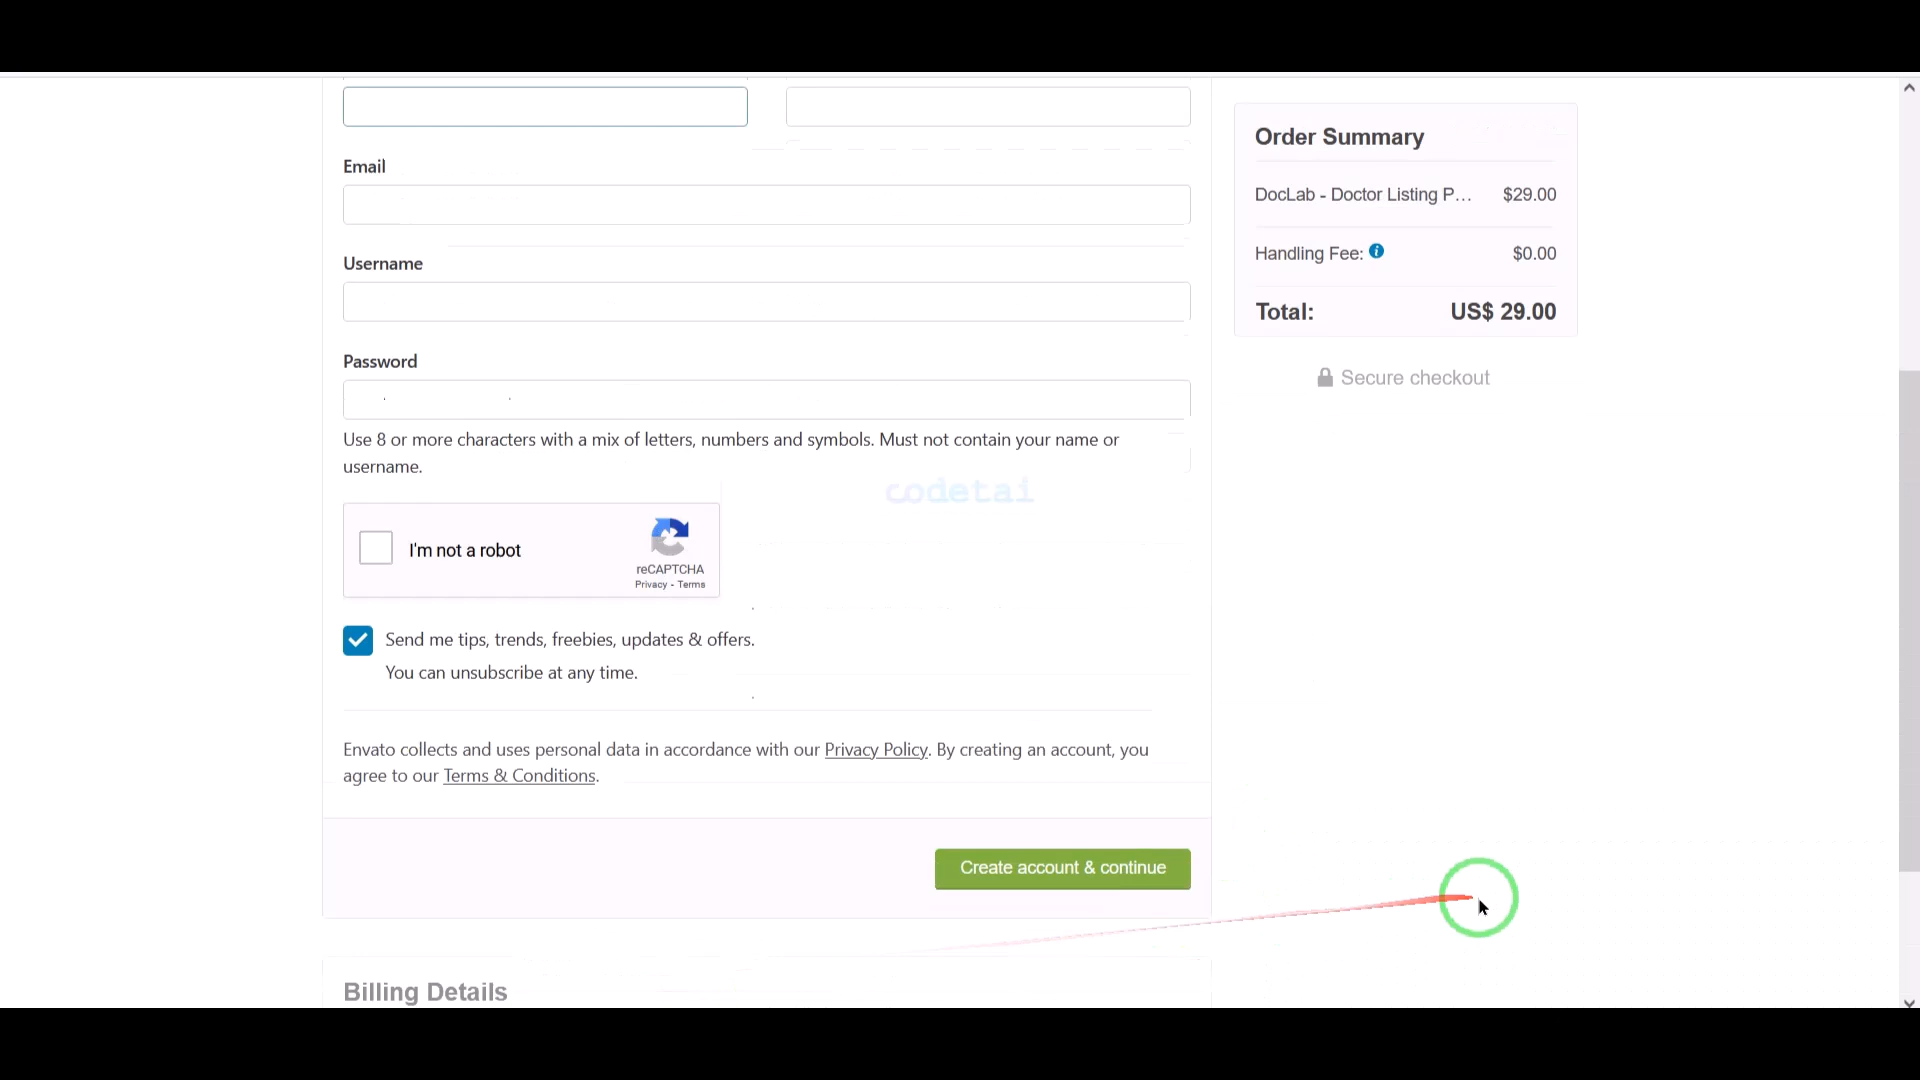 Email
Username
Password
Use 8 or more characters with a mix of letters, numbers and symbols. Must not contain your name or
username.
codetai
I'm not a robot
reCAPTCHA
Privacy - Terms
Send me tips, trends, freebies, updates & offers.
You can unsubscribe at any time.
Envato collects and uses personal data in accordance with our Privacy Policy. By creating an account, you
agree to our Terms & Conditions.
Create account & continue
Billing Details
Order Summary
DocLab - Doctor Listing P... $29.00
Handling Fee: $0.00
Total: US$ 29.00
Secure checkout